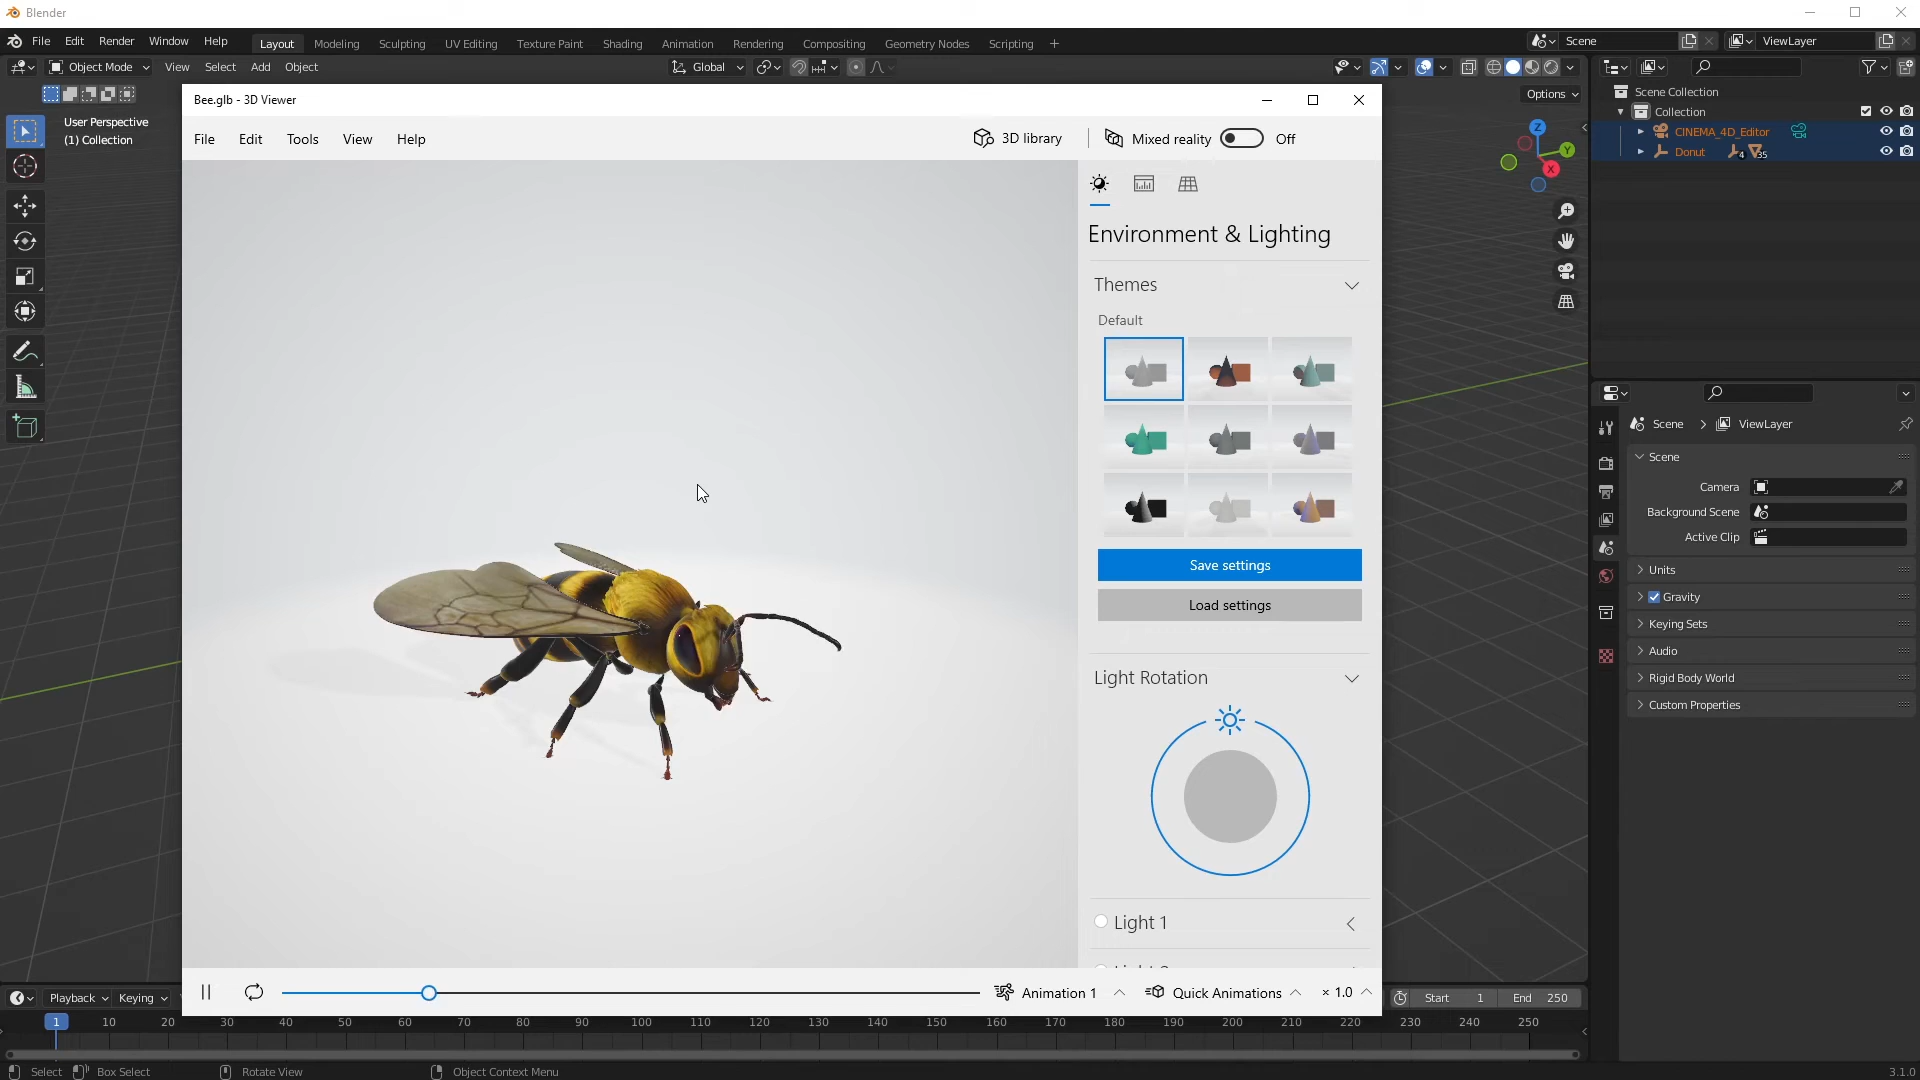 Blender
File Edit Render Window Help Layout Modeling Sculpting UV Editing Texture Paint Shading Animation Rendering Compositing Geometry Nodes Scripting + Scene ViewLayer
Object Mode View Select Add Object Global
Options
User Perspective
(1) Collection
Bee.glb - 3D Viewer
File Edit Tools View Help 3D library Mixed reality Off
Environment & Lighting
Themes
Default
Save settings
Load settings
Light Rotation
Light 1
Animation 1 Quick Animations × 1.0
Z
Y
X
Scene Collection
Collection
CINEMA_4D_Editor
Donut 4 35
Scene ViewLayer
Scene
Camera
Background Scene
Active Clip
Units
Gravity
Keying Sets
Audio
Rigid Body World
Custom Properties
Playback Keying Start 1 End 250
1 10 20 30 40 50 60 70 80 90 100 110 120 130 140 150 160 170 180 190 200 210 220 230 240 250
Select Box Select Rotate View Object Context Menu 3.1.0